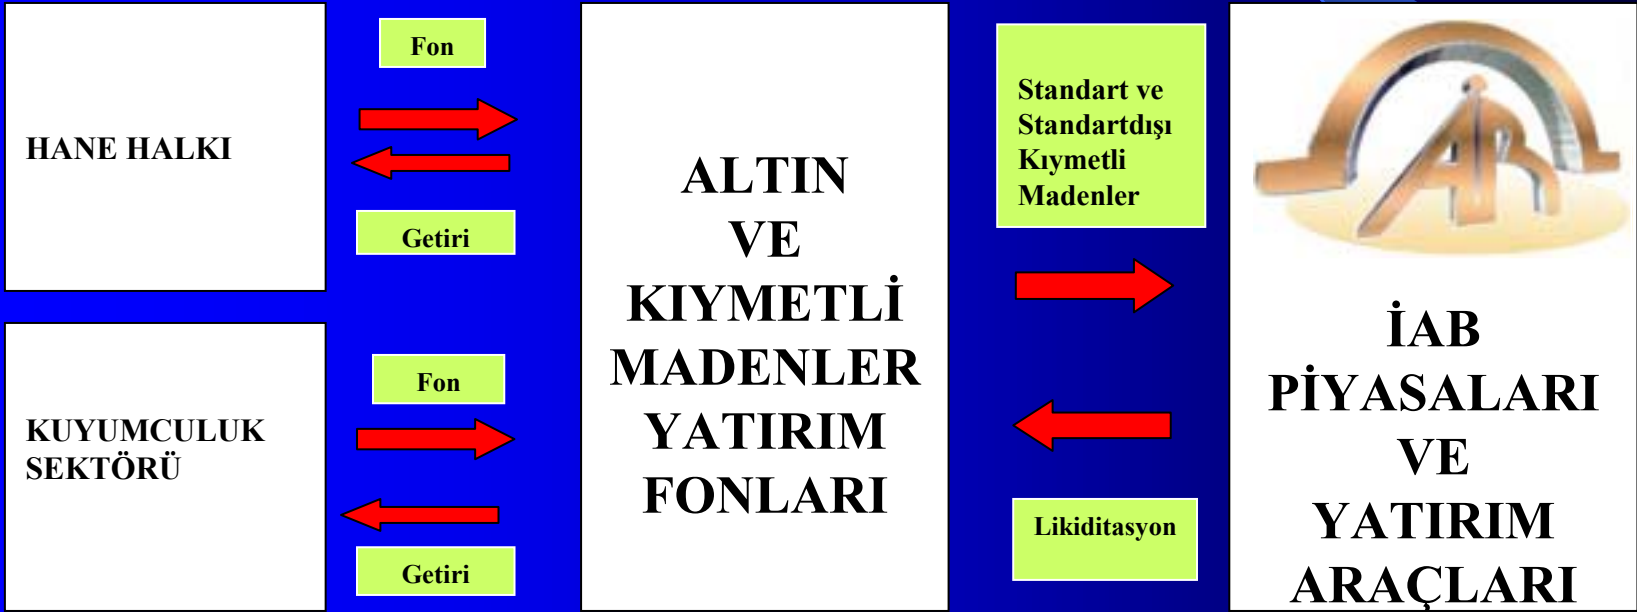 HANE HALKI
Fon
Getiri
KUYUMCULUK
SEKTÖRÜ
Fon
Getiri
ALTIN
VE
KIYMETLİ
MADENLER
YATIRIM
FONLARI
Standart ve
Standartdışı
Kıymetli
Madenler
Likiditasyon
İAB
PİYASALARI
VE
YATIRIM
ARAÇLARI